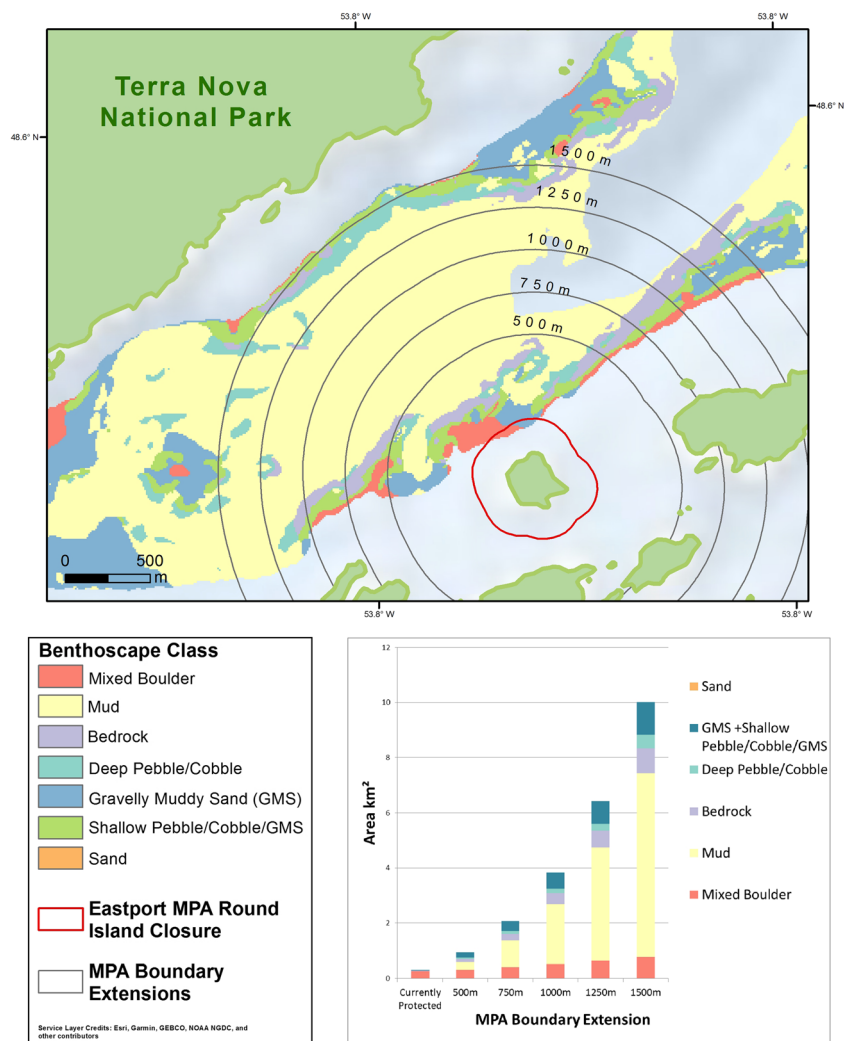 53.8° W
53.8° W
Terra Nova
National Park
48.6° N
48.6° N
1500m
1250m
1000m
750m
500m
0
500
m
53.8° W
53.8° W
Benthoscape Class
Mixed Boulder
Mud
Bedrock
Deep Pebble/Cobble
Gravelly Muddy Sand (GMS)
Shallow Pebble/Cobble/GMS
Sand
Eastport MPA Round
Island Closure
MPA Boundary
Extensions
Service Layer Credits: Esri, Garmin, GEBCO, NOAA NGDC, and
other contributors
12
10
8
6
4
2
0
Area km²
Currently
Protected
500m
750m
1000m
1250m
1500m
MPA Boundary Extension
Sand
GMS +Shallow
Pebble/Cobble/GMS
Deep Pebble/Cobble
Bedrock
Mud
Mixed Boulder